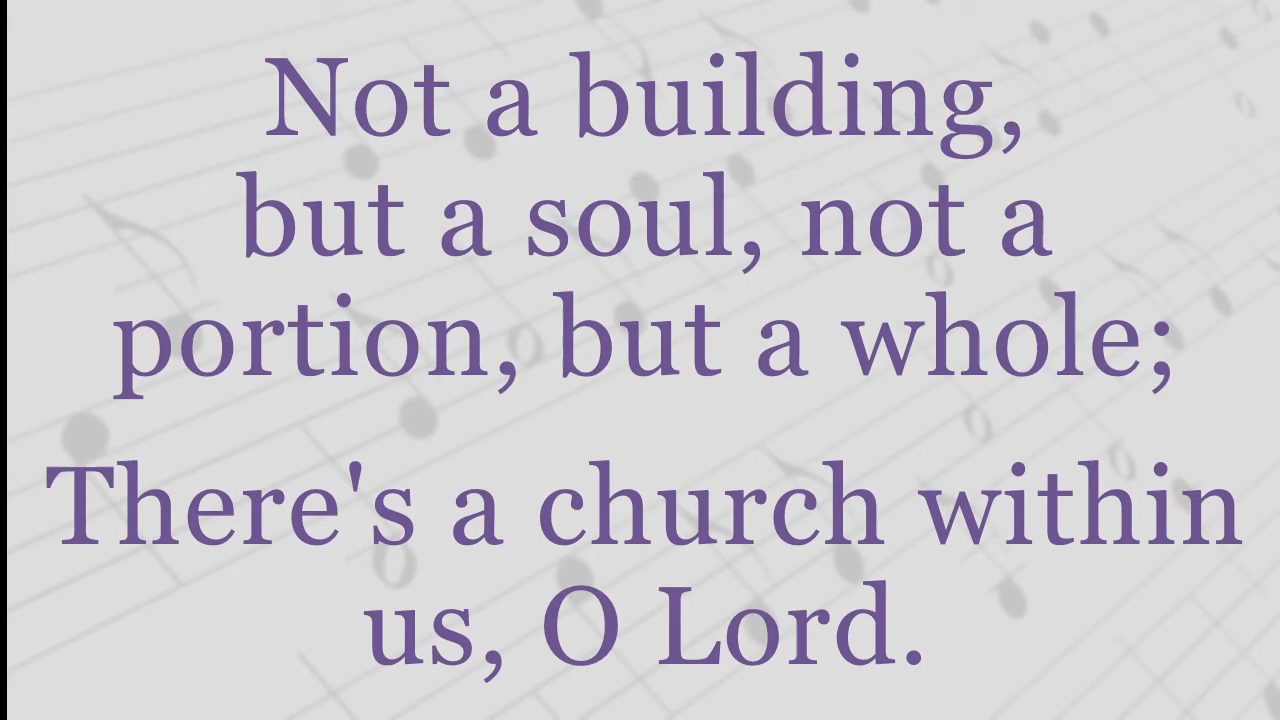 Not a building,
but a soul, not a
portion, but a whole;
There's a church within
us, O Lord.